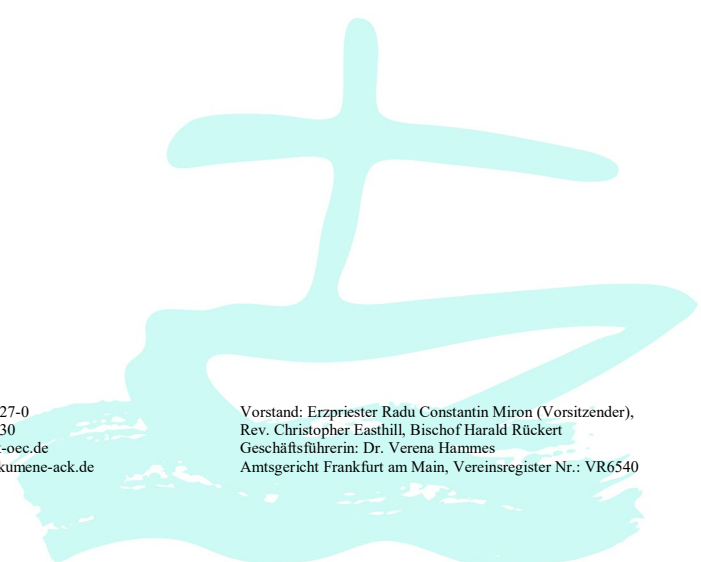 27-0
30
-oec.de
kumene-ack.de
Vorstand: Erzpriester Radu Constantin Miron (Vorsitzender),
Rev. Christopher Easthill, Bischof Harald Rückert
Geschäftsführerin: Dr. Verena Hammes
Amtsgericht Frankfurt am Main, Vereinsregister Nr.: VR6540